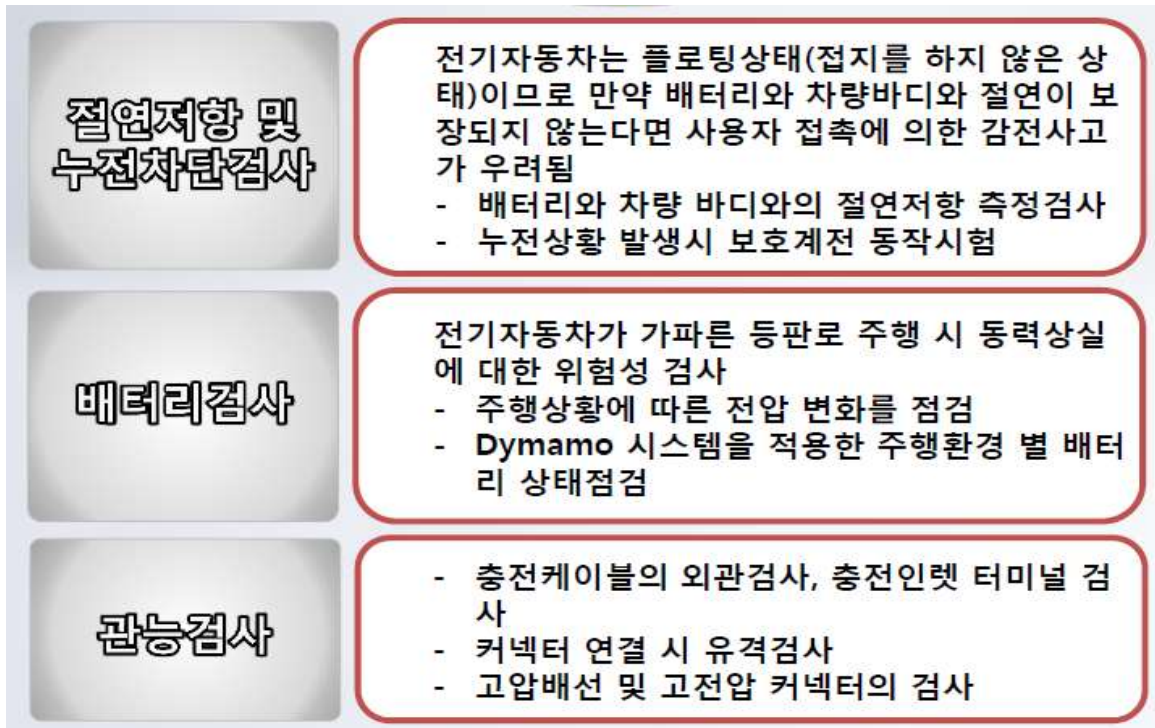 절연저항 및
누전차단검사
전기자동차는 플로팅상태(접지를 하지 않은 상
태)이므로 만약 배터리와 차량바디와 절연이 보
장되지 않는다면 사용자 접촉에 의한 감전사고
가 우려됨
- 배터리와 차량 바디와의 절연저항 측정검사
- 누전상황 발생시 보호계전 동작시험
배터리검사
전기자동차가 가파른 등판로 주행 시 동력상실
에 대한 위험성 검사
- 주행상황에 따른 전압 변화를 점검
- Dymamo 시스템을 적용한 주행환경 별 배터
리 상태점검
관능검사
- 충전케이블의 외관검사, 충전인렛 터미널 검
사
- 커넥터 연결 시 유격검사
- 고압배선 및 고전압 커넥터의 검사